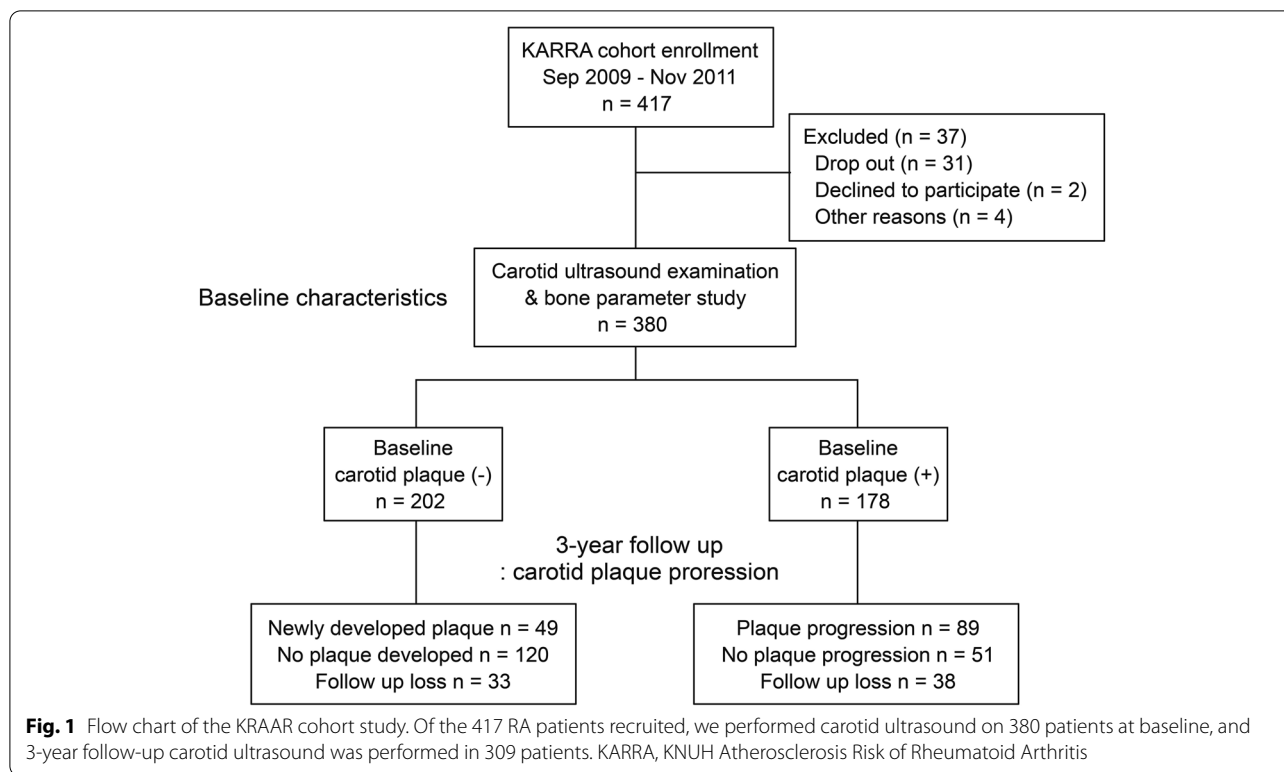 KARRA cohort enrollment
Sep 2009 - Nov 2011
n = 417
Excluded (n = 37)
Drop out (n = 31)
Declined to participate (n = 2)
Other reasons (n = 4)
Baseline characteristics
Carotid ultrasound examination
& bone parameter study
n = 380
Baseline
carotid plaque (-)
n = 202
Baseline
carotid plaque (+)
n = 178
3-year follow up
: carotid plaque proression
Newly developed plaque n = 49
No plaque developed n = 120
Follow up loss n = 33
Plaque progression n = 89
No plaque progression n = 51
Follow up loss n = 38
Fig. 1 Flow chart of the KRAAR cohort study. Of the 417 RA patients recruited, we performed carotid ultrasound on 380 patients at baseline, and
3-year follow-up carotid ultrasound was performed in 309 patients. KARRA, KNUH Atherosclerosis Risk of Rheumatoid Arthritis